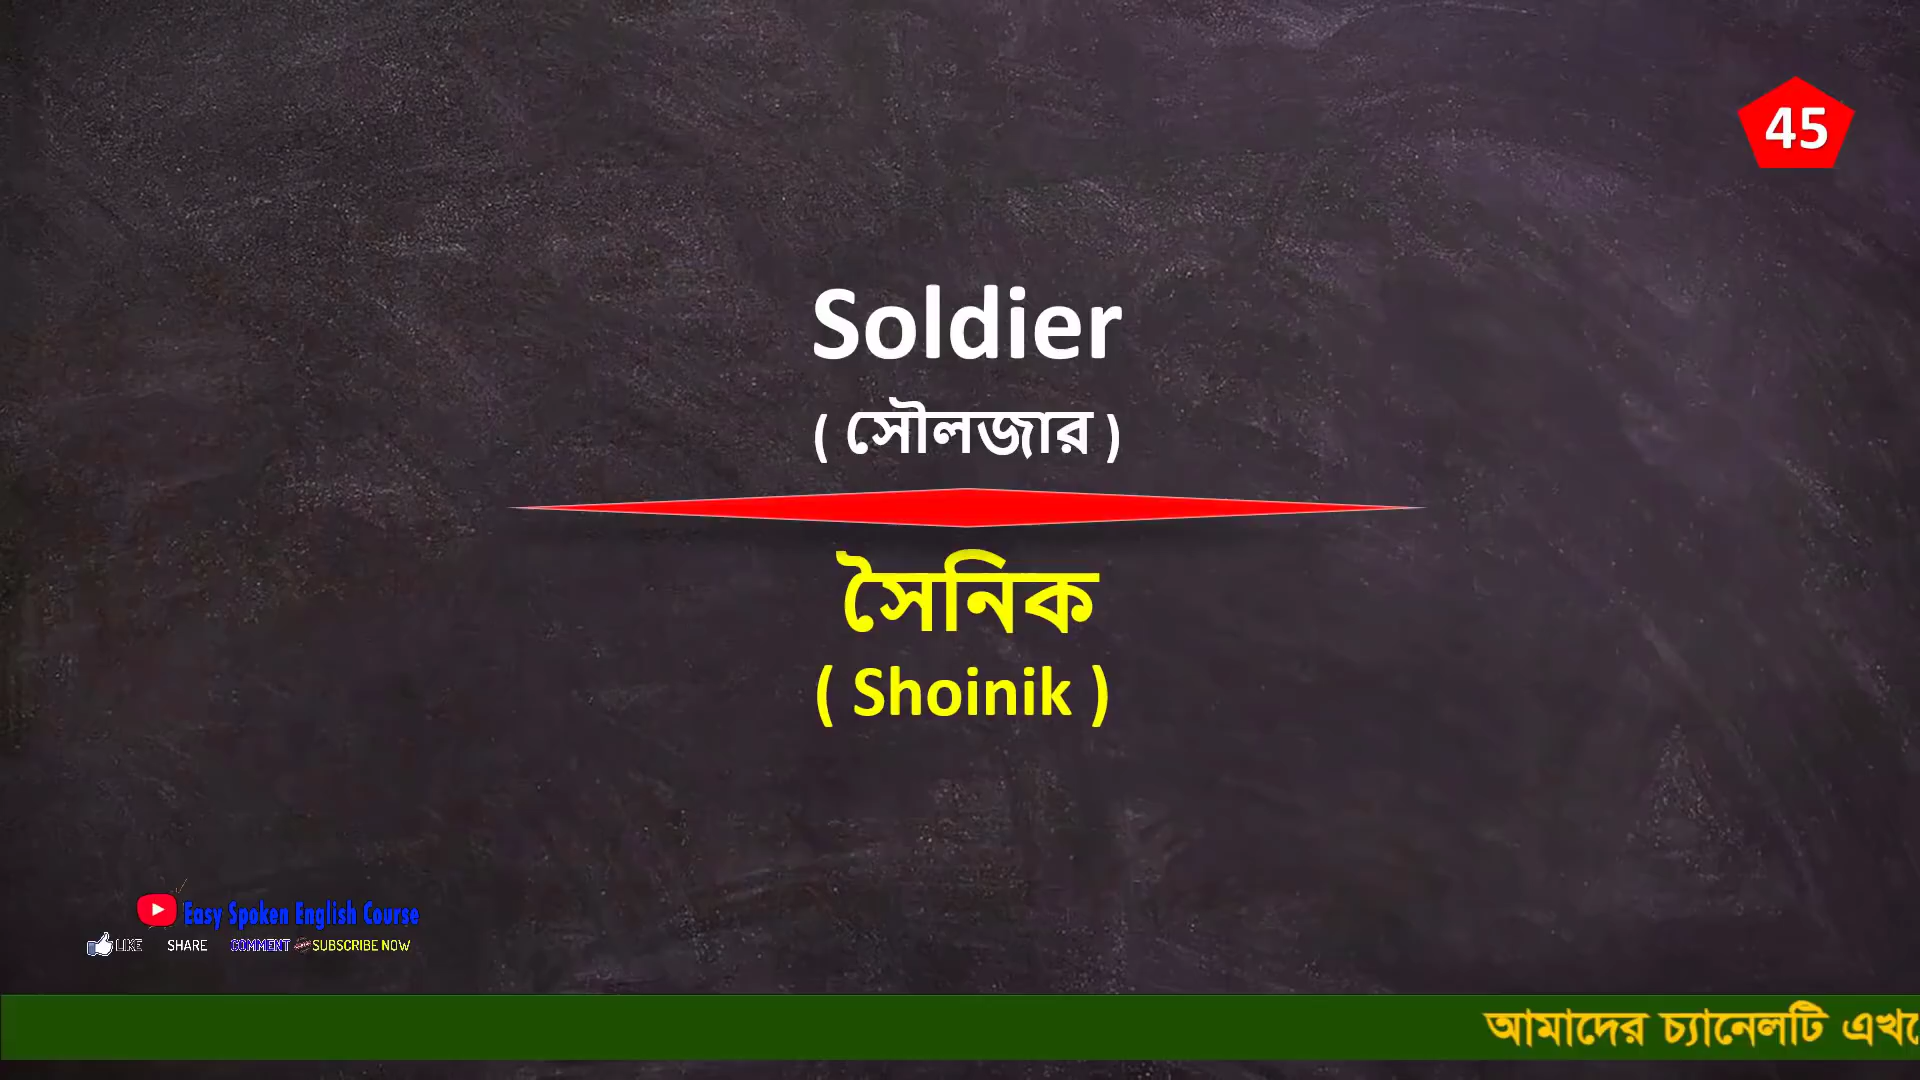 45
Soldier
( সৌলজার )
সৈনিক
( Shoinik )
Easy Spoken English Course
LIKE SHARE COMMENT SUBSCRIBE NOW
আমাদের চ্যানেলটি